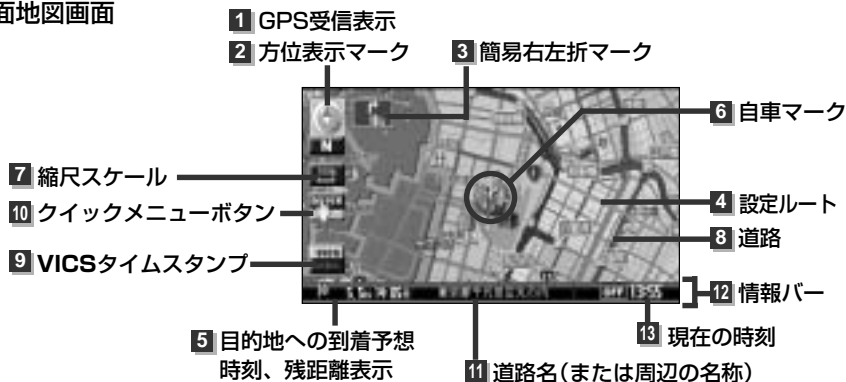 面地図画面
1 GPS受信表示
2 方位表示マーク
3 簡易右左折マーク
6 自車マーク
7 縮尺スケール
4 設定ルート
10 クイックメニューボタン
8 道路
9 VICSタイムスタンプ
12 情報バー
N
13:55
5 目的地への到着予想
時刻、残距離表示
13 現在の時刻
11 道路名(または周辺の名称)